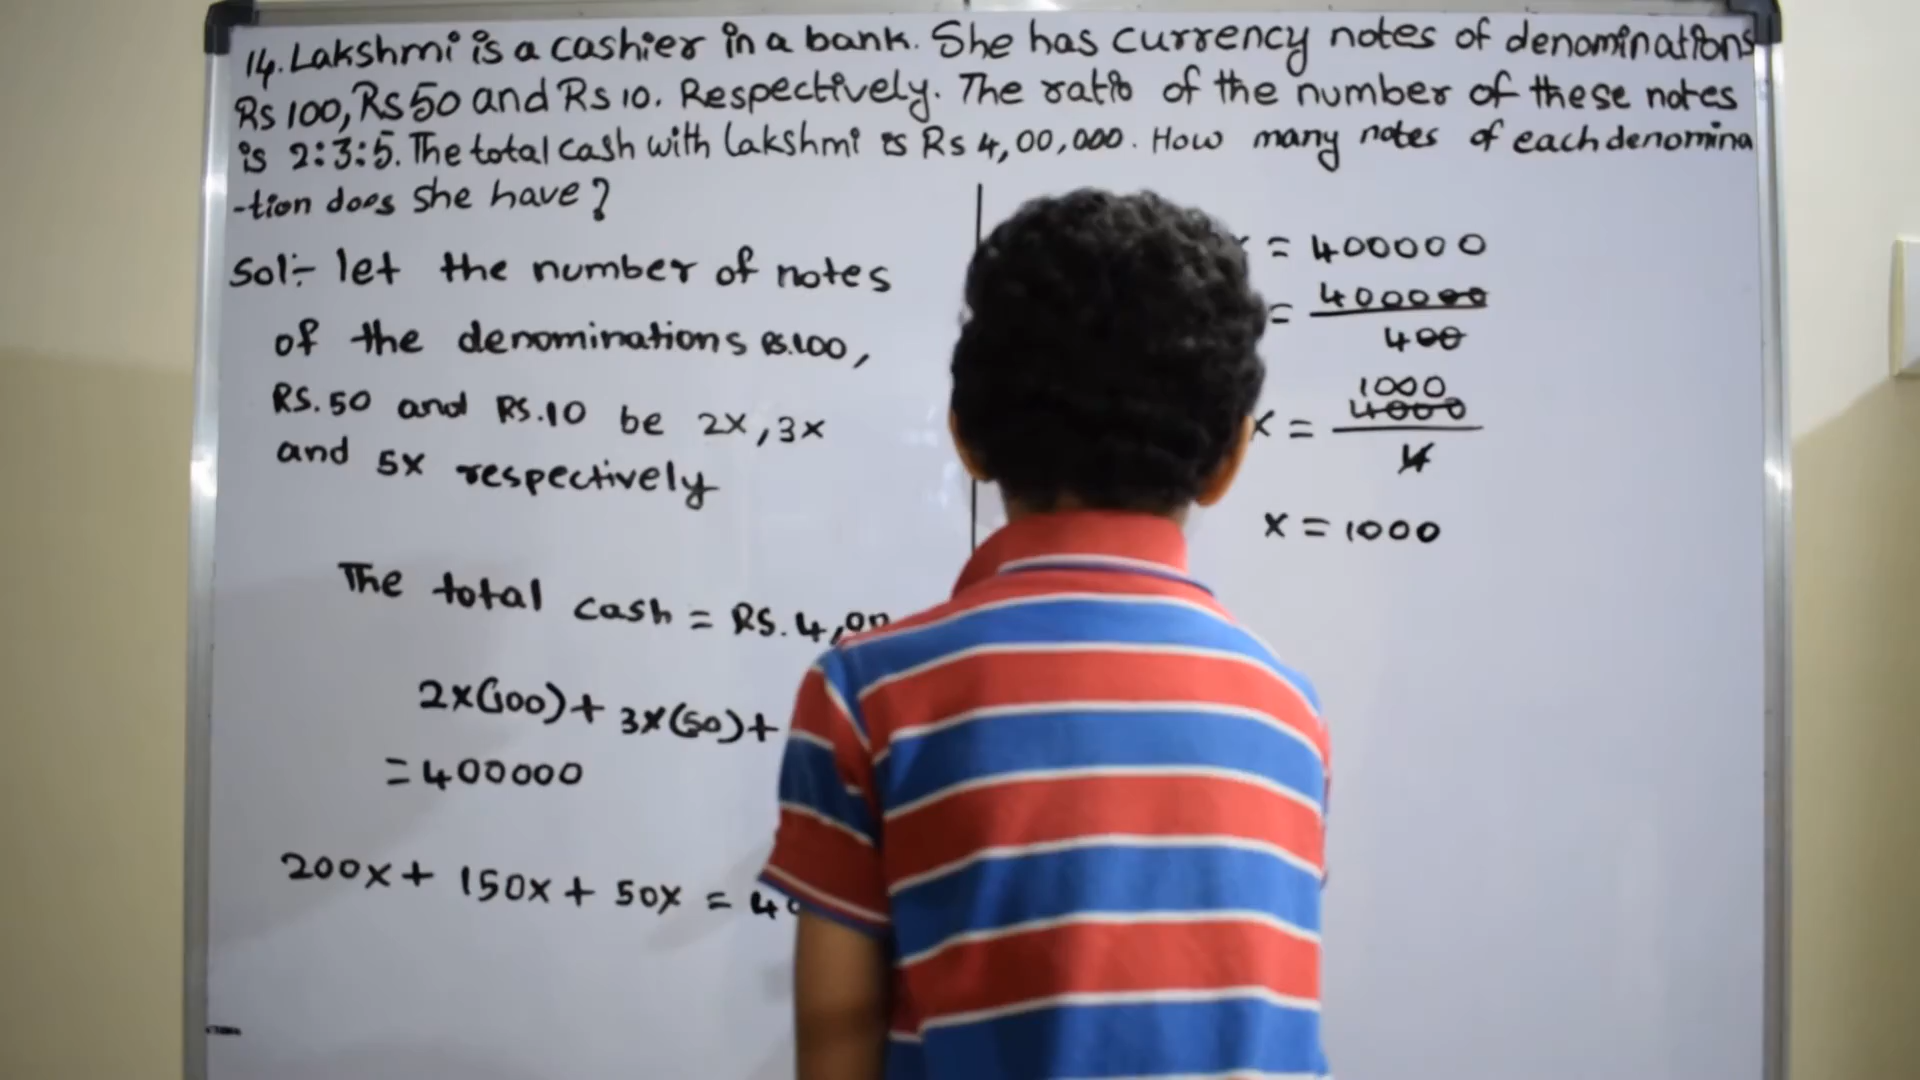 14. Lakshmi is a cashier in a bank. She has currency notes of denominations
Rs 100, Rs 50 and Rs 10. Respectively. The ratio of the number of these notes
is 2:3:5. The total cash with Lakshmi is Rs 4,00,000. How many notes of each denomina
-tion does she have?
Sol:- let the number of notes
of the denominations Rs.100,
RS.50 and RS.10 be 2x, 3x
and 5x respectively
The total cash = RS. 4,00
2x(100) + 3x(50) +
= 400000
200x + 150x + 50x = 40
= 400000
= 400000
400
1000
x = 4000
4
x = 1000